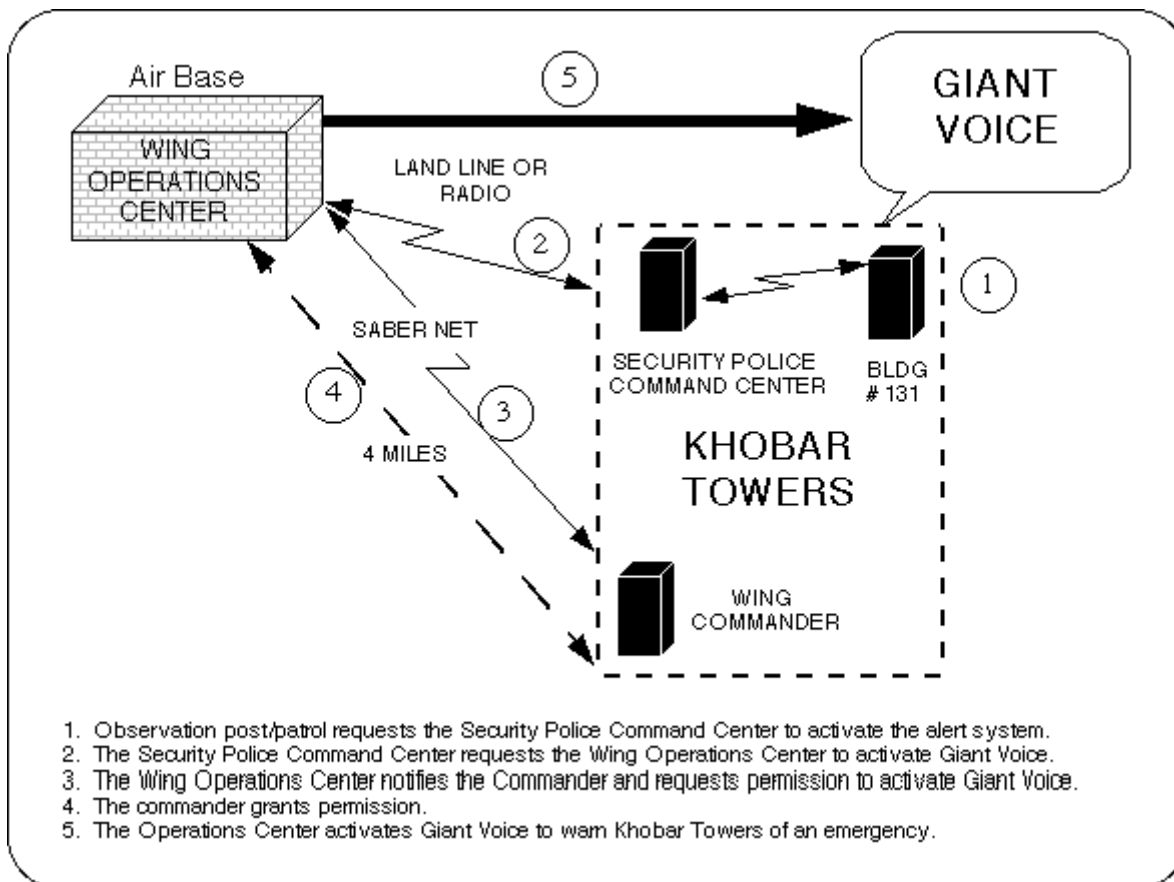 Air Base
5
GIANT
VOICE
WING
OPERATIONS
CENTER
LAND LINE OR
RADIO
2
1
SABER NET
SECURITY POLICE
COMMAND CENTER
BLDG
# 131
4
3
4 MILES
KHOBAR
TOWERS
WING
COMMANDER
1. Observation post/patrol requests the Security Police Command Center to activate the alert system.
2. The Security Police Command Center requests the Wing Operations Center to activate Giant Voice.
3. The Wing Operations Center notifies the Commander and requests permission to activate Giant Voice.
4. The commander grants permission.
5. The Operations Center activates Giant Voice to warn Khobar Towers of an emergency.